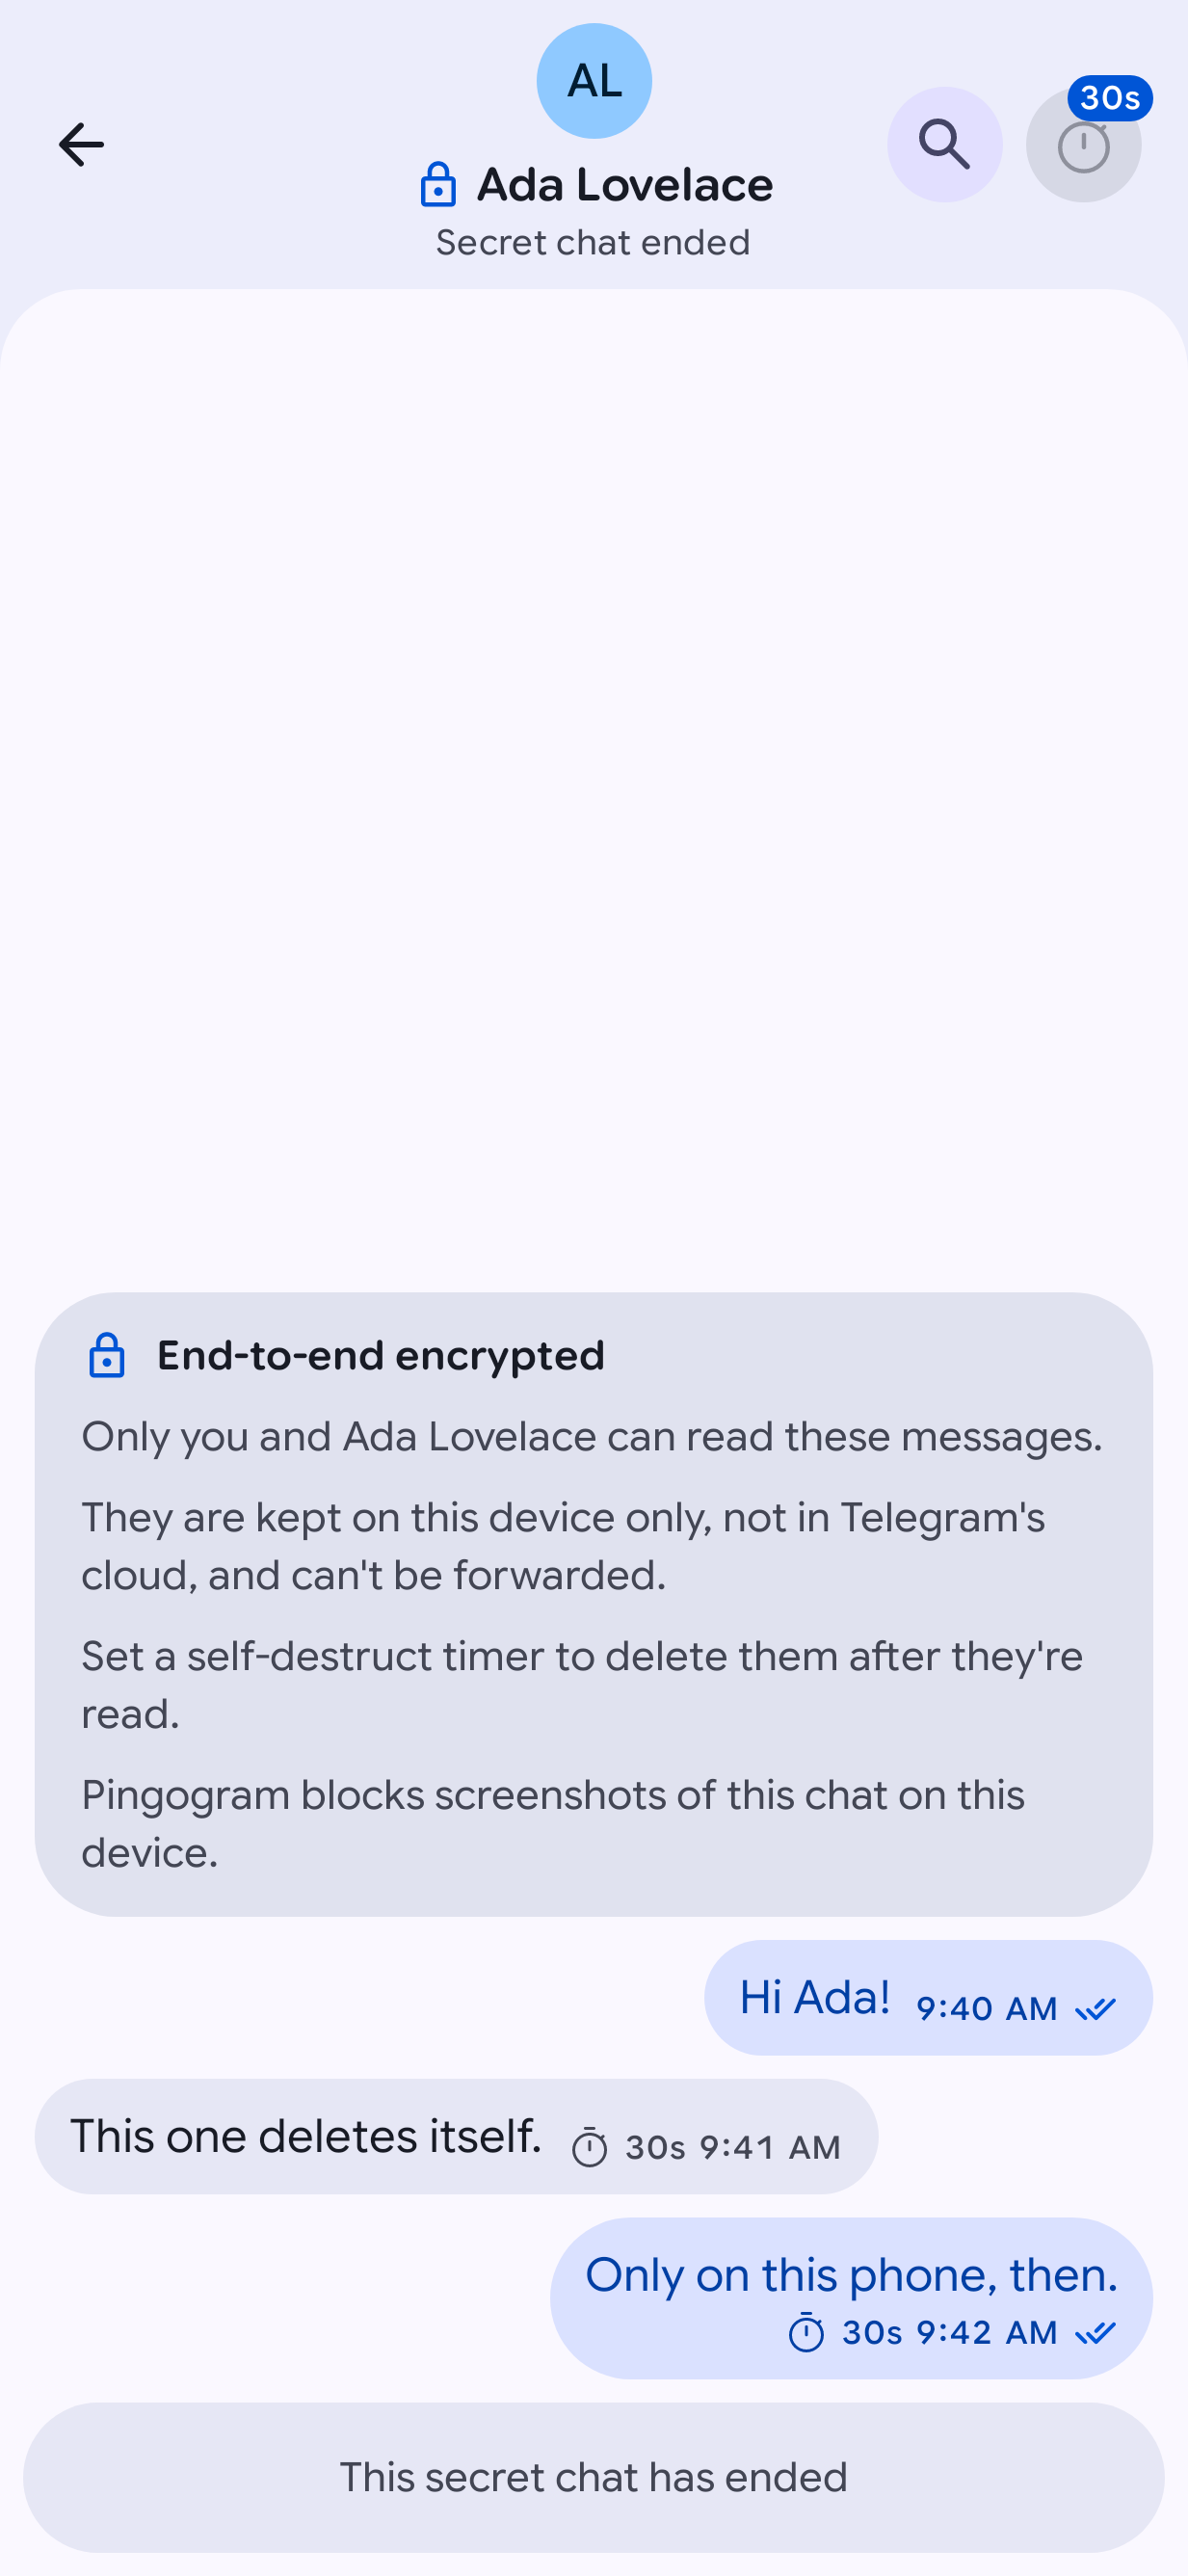 AL
30s
Ada Lovelace
Secret chat ended
End-to-end encrypted
Only you and Ada Lovelace can read these messages.
They are kept on this device only, not in Telegram's
cloud, and can't be forwarded.
Set a self-destruct timer to delete them after they're
read.
Pingogram blocks screenshots of this chat on this
device.
Hi Ada! 9:40 AM
This one deletes itself. 30s 9:41 AM
Only on this phone, then.
30s 9:42 AM
This secret chat has ended